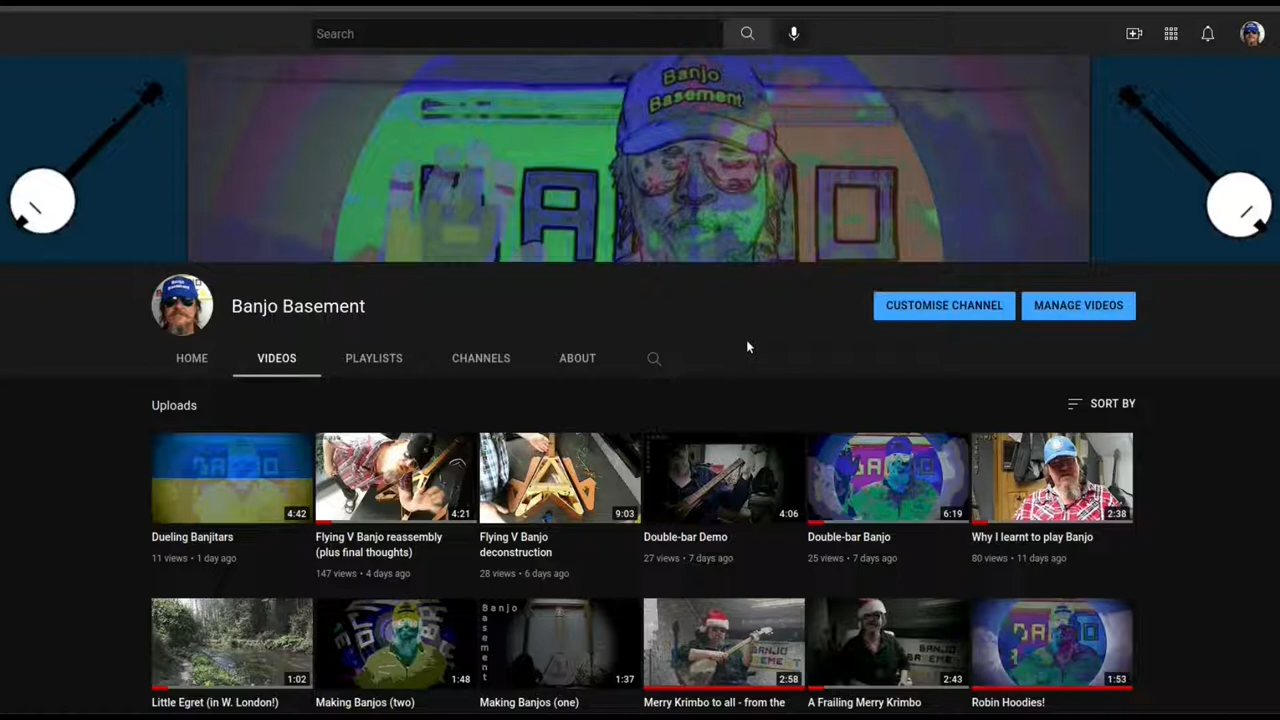 Search
Banjo
Basement
Banjo Basement
CUSTOMISE CHANNEL
MANAGE VIDEOS
HOME
VIDEOS
PLAYLISTS
CHANNELS
ABOUT
Uploads
SORT BY
4:42
4:21
9:03
4:06
6:19
2:38
Dueling Banjitars
11 views • 1 day ago
Flying V Banjo reassembly
(plus final thoughts)
147 views • 4 days ago
Flying V Banjo
deconstruction
28 views • 6 days ago
Double-bar Demo
27 views • 7 days ago
Double-bar Banjo
25 views • 7 days ago
Why I learnt to play Banjo
80 views • 11 days ago
Banjo
Basement
BANJO
1:02
1:48
1:37
2:58
2:43
1:53
Little Egret (in W. London!)
Making Banjos (two)
Making Banjos (one)
Merry Krimbo to all - from the
A Frailing Merry Krimbo
Robin Hoodies!